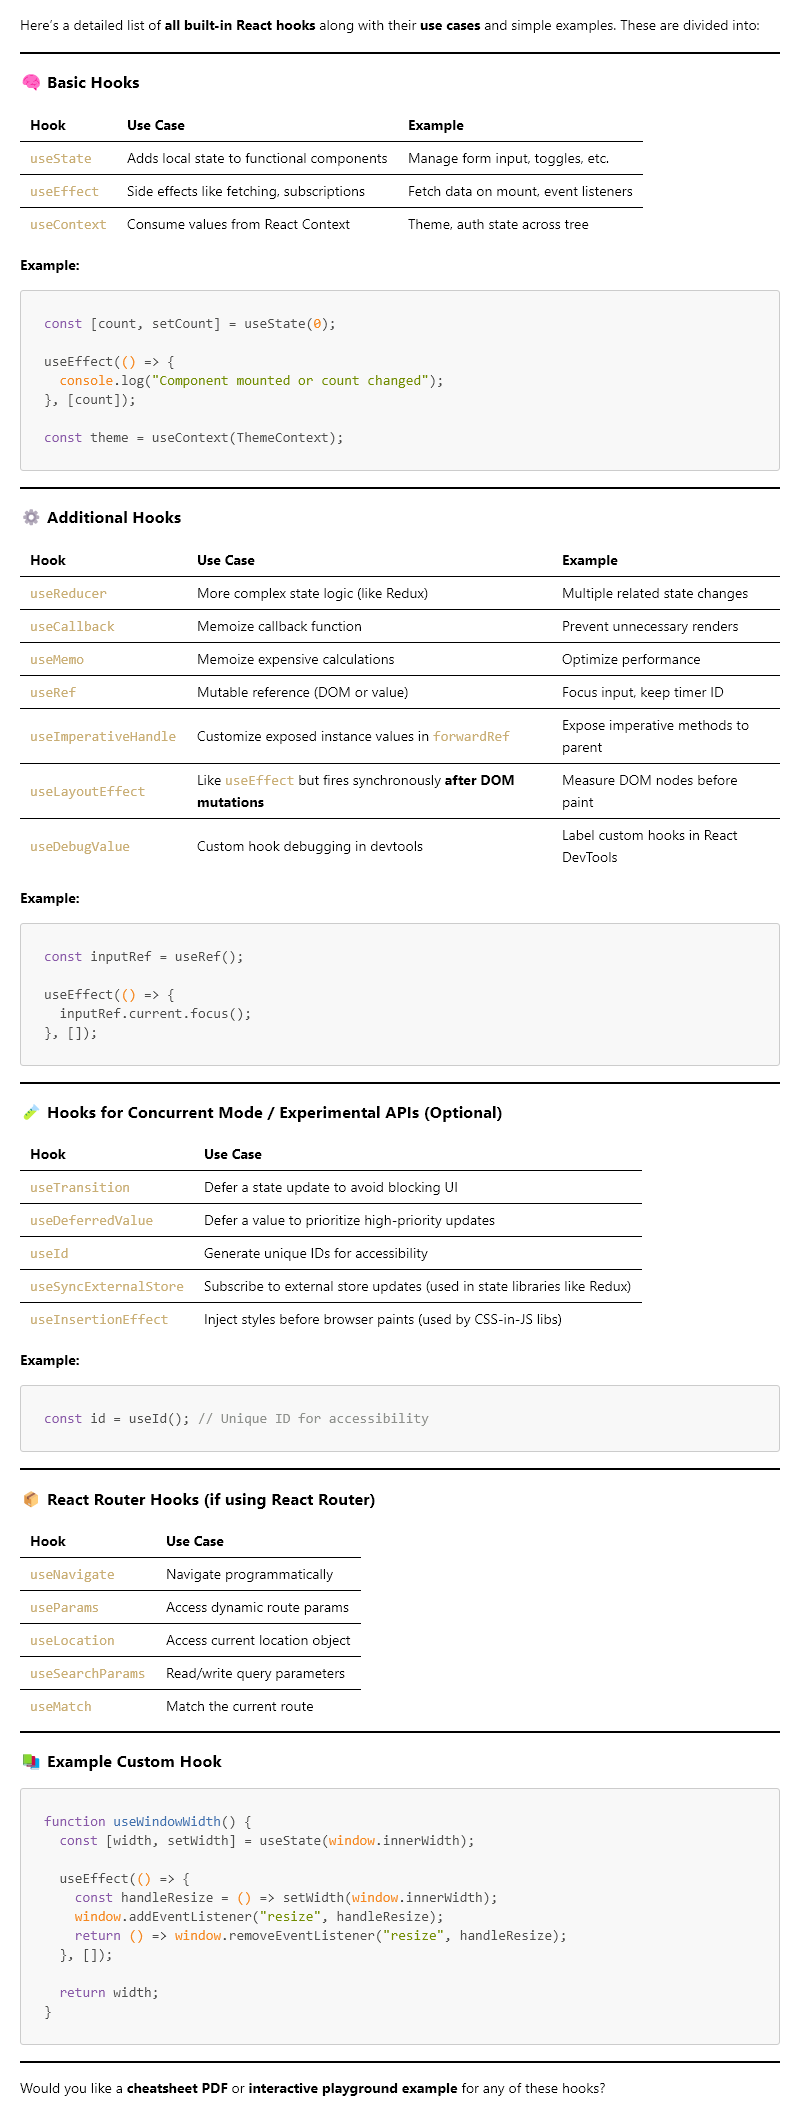 Here's a detailed list of all built-in React hooks along with their use cases and simple examples. These are divided into:
🧠 Basic Hooks
Hook Use Case Example
useState Adds local state to functional components Manage form input, toggles, etc.
useEffect Side effects like fetching, subscriptions Fetch data on mount, event listeners
useContext Consume values from React Context Theme, auth state across tree
Example:
const [count, setCount] = useState(0);
useEffect(() => {
  console.log("Component mounted or count changed");
}, [count]);
const theme = useContext(ThemeContext);
⚙️ Additional Hooks
Hook Use Case Example
useReducer More complex state logic (like Redux) Multiple related state changes
useCallback Memoize callback function Prevent unnecessary renders
useMemo Memoize expensive calculations Optimize performance
useRef Mutable reference (DOM or value) Focus input, keep timer ID
useImperativeHandle Customize exposed instance values in forwardRef Expose imperative methods to
parent
useLayoutEffect Like useEffect but fires synchronously after DOM
mutations Measure DOM nodes before
paint
useDebugValue Custom hook debugging in devtools Label custom hooks in React
DevTools
Example:
const inputRef = useRef();
useEffect(() => {
  inputRef.current.focus();
}, []);
🧪 Hooks for Concurrent Mode / Experimental APIs (Optional)
Hook Use Case
useTransition Defer a state update to avoid blocking UI
useDeferredValue Defer a value to prioritize high-priority updates
useId Generate unique IDs for accessibility
useSyncExternalStore Subscribe to external store updates (used in state libraries like Redux)
useInsertionEffect Inject styles before browser paints (used by CSS-in-JS libs)
Example:
const id = useId(); // Unique ID for accessibility
📦 React Router Hooks (if using React Router)
Hook Use Case
useNavigate Navigate programmatically
useParams Access dynamic route params
useLocation Access current location object
useSearchParams Read/write query parameters
useMatch Match the current route
📚 Example Custom Hook
function useWindowWidth() {
  const [width, setWidth] = useState(window.innerWidth);
  useEffect(() => {
    const handleResize = () => setWidth(window.innerWidth);
    window.addEventListener("resize", handleResize);
    return () => window.removeEventListener("resize", handleResize);
  }, []);
  return width;
}
Would you like a cheatsheet PDF or interactive playground example for any of these hooks?